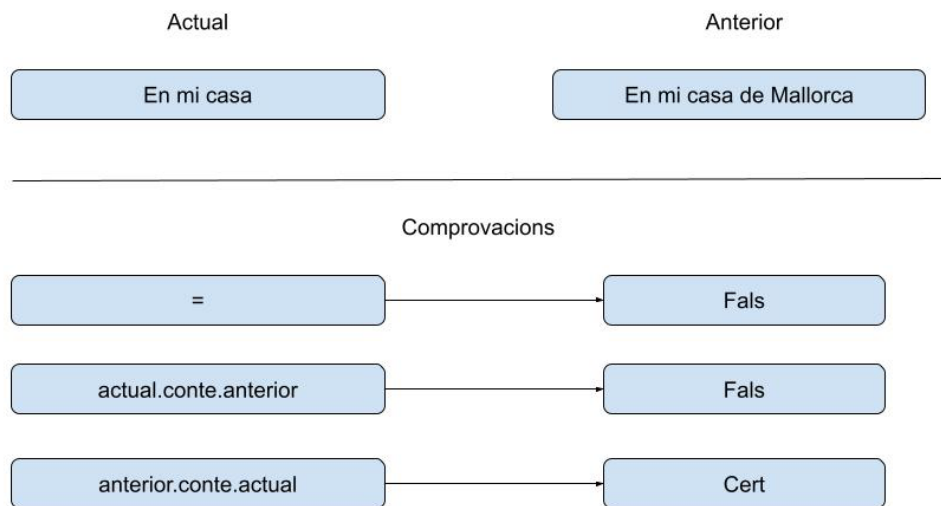 Actual
Anterior
En mi casa
En mi casa de Mallorca
Comprovacions
=
Fals
actual.conte.anterior
Fals
anterior.conte.actual
Cert